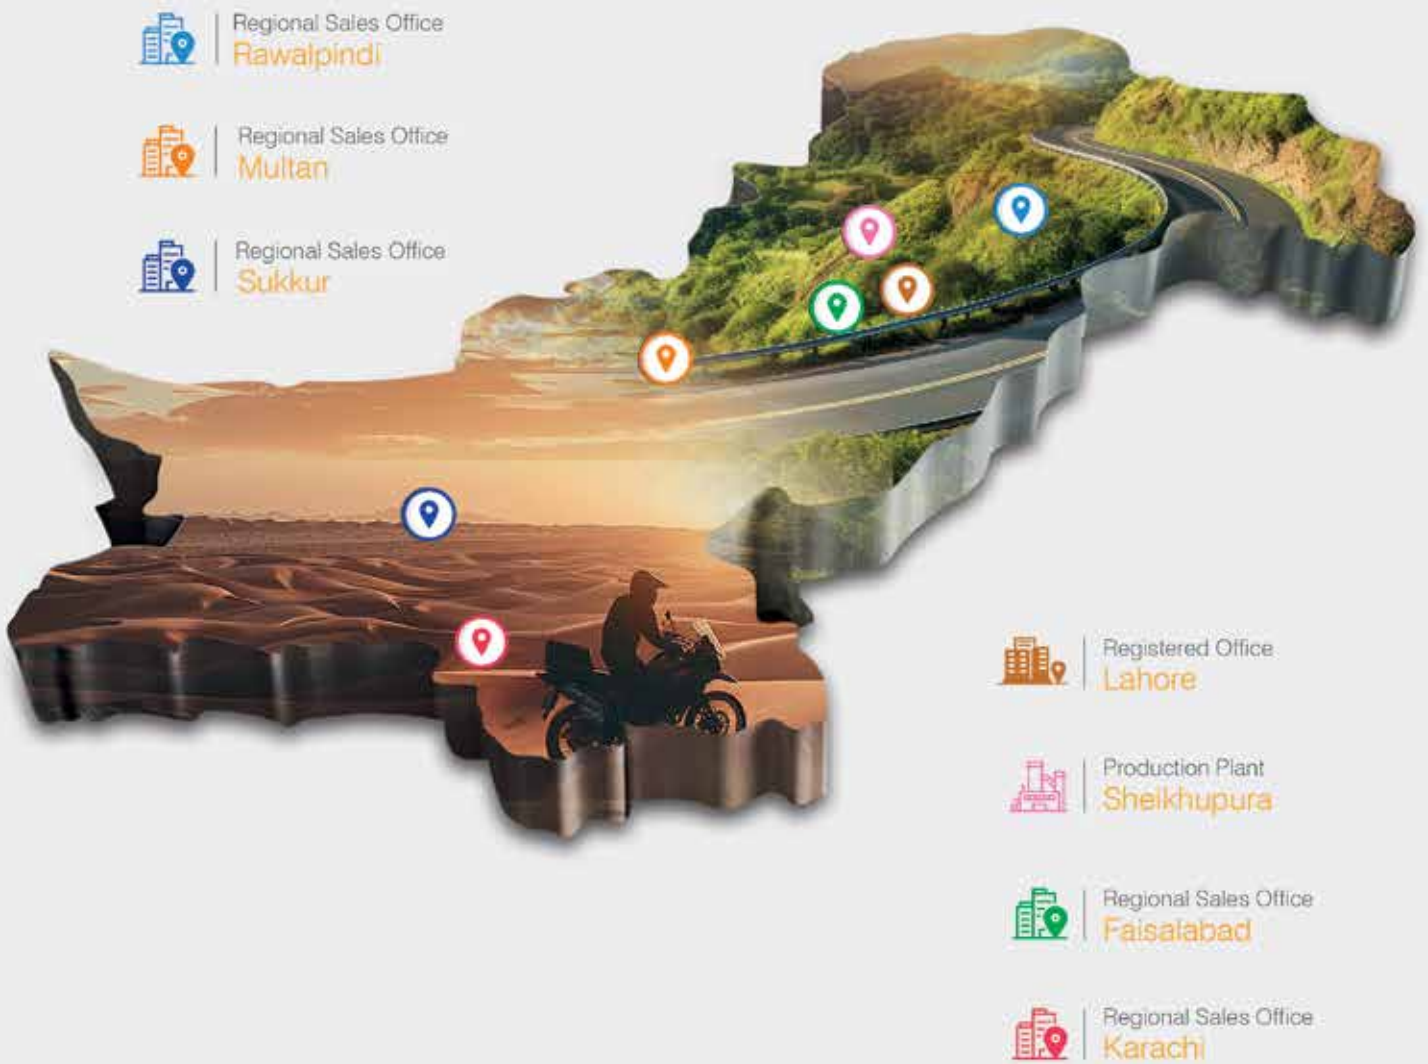 Regional Sales Office
Rawalpindi
Regional Sales Office
Multan
Regional Sales Office
Sukkur
Registered Office
Lahore
Production Plant
Sheikhupura
Regional Sales Office
Faisalabad
Regional Sales Office
Karachi